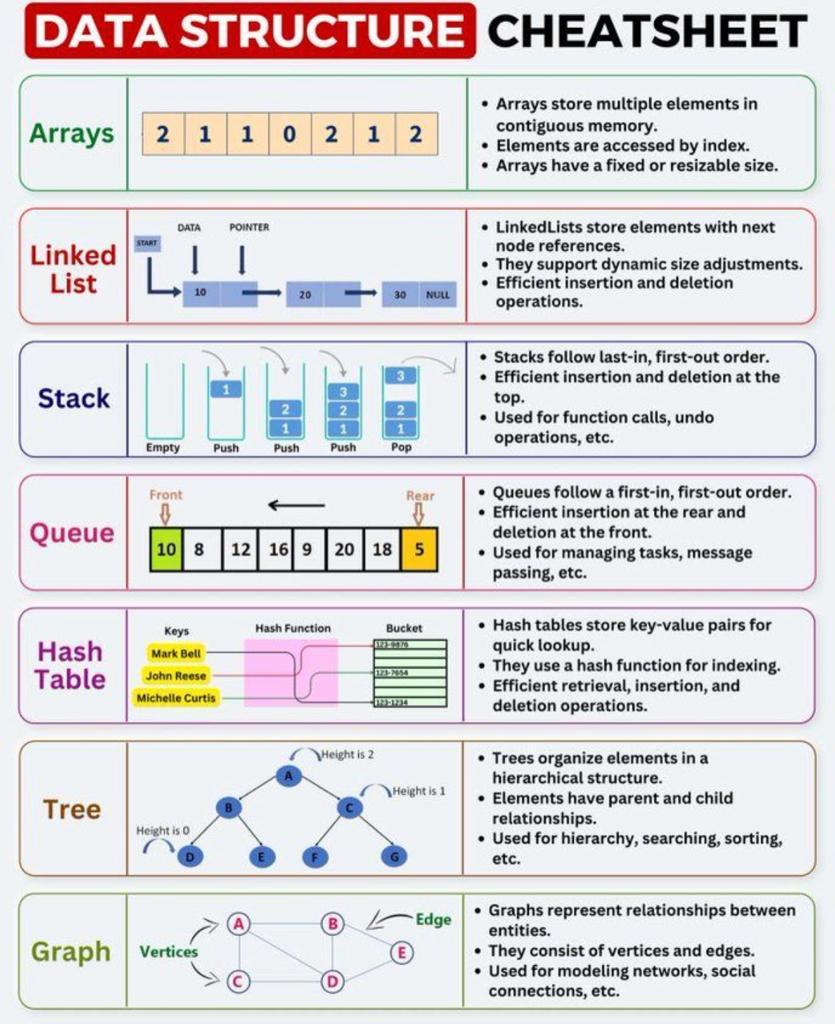 DATA STRUCTURE CHEATSHEET
Arrays
2 1 1 0 2 1 2
• Arrays store multiple elements in
contiguous memory.
• Elements are accessed by index.
• Arrays have a fixed or resizable size.
Linked
List
START
DATA POINTER
10 20 30 NULL
• LinkedLists store elements with next
node references.
• They support dynamic size adjustments.
• Efficient insertion and deletion
operations.
Stack
1
2
1
3
2
1
3
2
1
Empty Push Push Push Pop
• Stacks follow last-in, first-out order.
• Efficient insertion and deletion at the
top.
• Used for function calls, undo
operations, etc.
Queue
Front Rear
10 8 12 16 9 20 18 5
• Queues follow a first-in, first-out order.
• Efficient insertion at the rear and
deletion at the front.
• Used for managing tasks, message
passing, etc.
Hash
Table
Keys Hash Function Bucket
Mark Bell
John Reese
Michelle Curtis
123-9876
123-7654
123-1234
• Hash tables store key-value pairs for
quick lookup.
• They use a hash function for indexing.
• Efficient retrieval, insertion, and
deletion operations.
Tree
Height is 2
A
Height is 1
B C
Height is 0
D E F G
• Trees organize elements in a
hierarchical structure.
• Elements have parent and child
relationships.
• Used for hierarchy, searching, sorting,
etc.
Graph
Vertices
A B Edge
E
C D
• Graphs represent relationships between
entities.
• They consist of vertices and edges.
• Used for modeling networks, social
connections, etc.